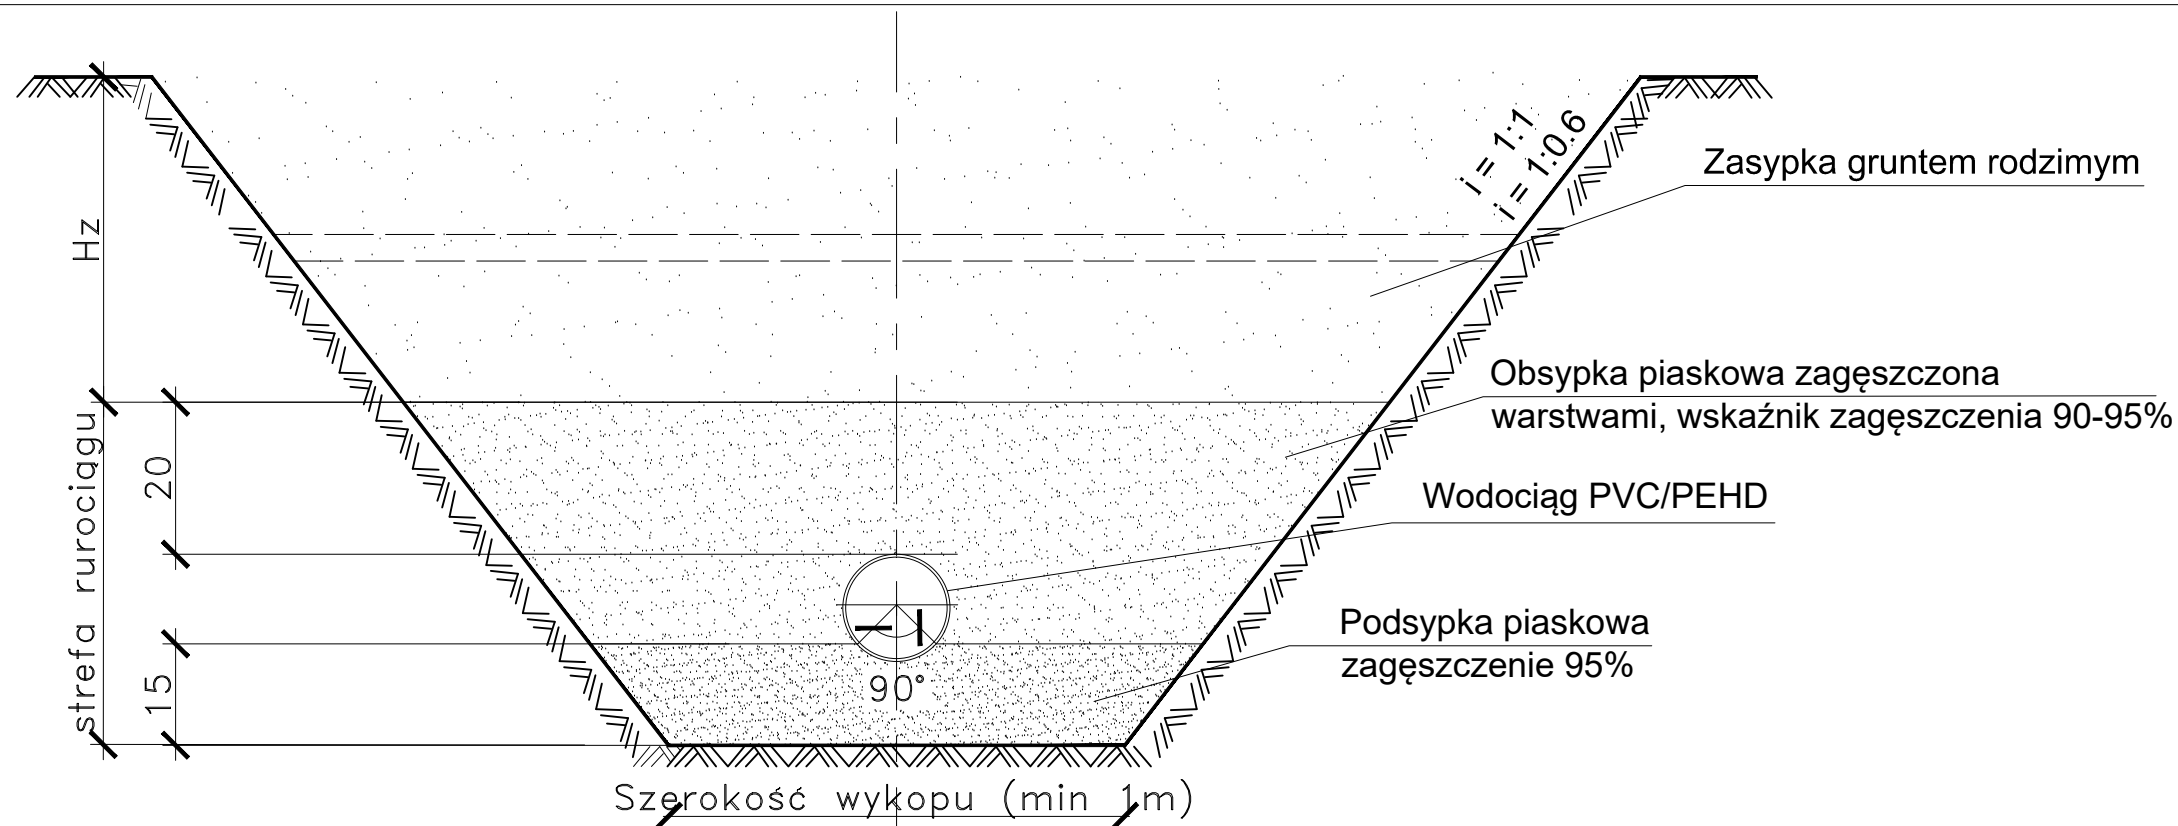 i = 1:1
i = 1:0.6
Zasypka gruntem rodzimym
Hz
Obsypka piaskowa zagęszczona
warstwami, wskaźnik zagęszczenia 90-95%
strefa rurociągu
20
Wodociąg PVC/PEHD
Podsypka piaskowa
zagęszczenie 95%
15
90°
Szerokość wykopu (min 1m)